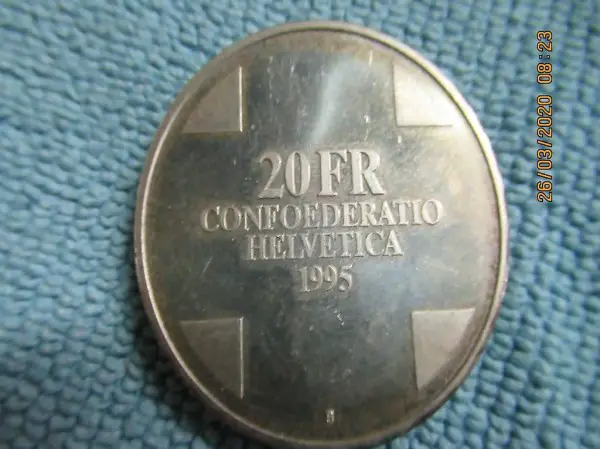 20 FR
CONFOEDERATIO
HELVETICA
1995
26/03/2020 08:23